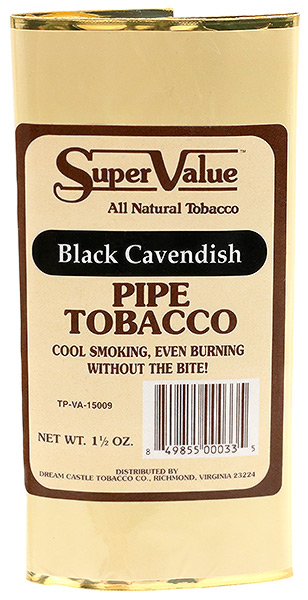 Super Value™
All Natural Tobacco
Black Cavendish
PIPE
TOBACCO
COOL SMOKING, EVEN BURNING
WITHOUT THE BITE!
TP-VA-15009
NET WT. 1½ OZ.
8 49855 00033 5
DISTRIBUTED BY
DREAM CASTLE TOBACCO CO., RICHMOND, VIRGINIA 23224